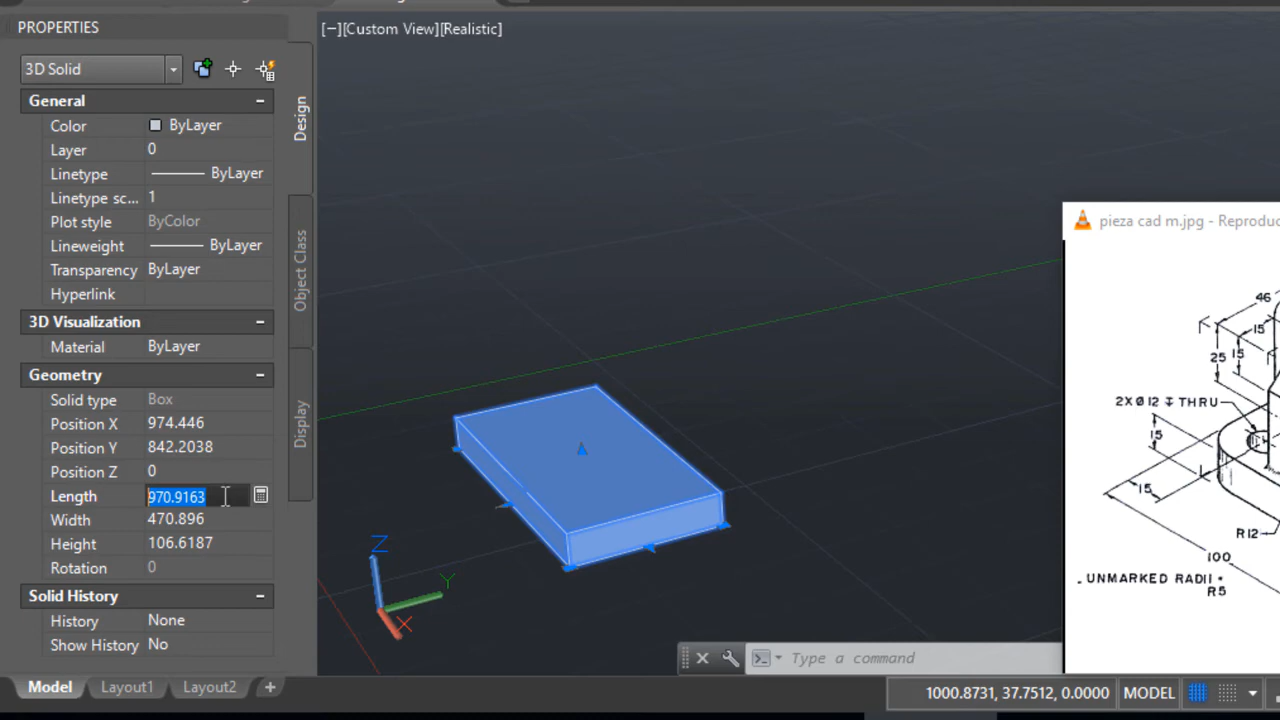 PROPERTIES
[−][Custom View][Realistic]
3D Solid
General −
Color ByLayer
Layer 0
Linetype ByLayer
Linetype sc... 1
Plot style ByColor
Lineweight ByLayer
Transparency ByLayer
Hyperlink
3D Visualization −
Material ByLayer
Geometry −
Solid type Box
Position X 974.446
Position Y 842.2038
Position Z 0
Length 970.9163
Width 470.896
Height 106.6187
Rotation 0
Solid History −
History None
Show History No
Design
Object Class
Display
Z
Y
X
pieza cad m.jpg - Reproduc
46
15
25 15
2X Ø12 ↧ THRU
15
15
R12
100
UNMARKED RADII
R5
Type a command
Model Layout1 Layout2 +
1000.8731, 37.7512, 0.0000 MODEL